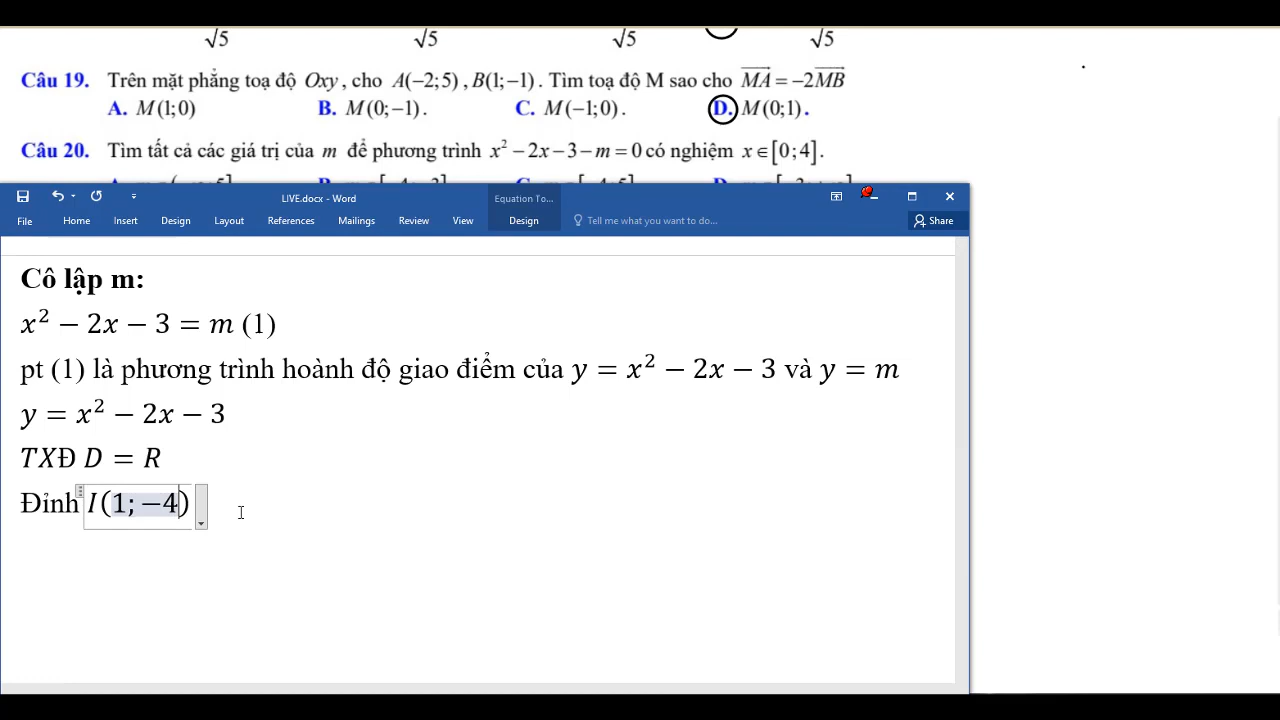 √5 √5 √5 √5
Câu 19. Trên mặt phẳng toạ độ Oxy, cho A(−2;5), B(1;−1). Tìm toạ độ M sao cho MA = −2MB
A. M(1;0) B. M(0;−1). C. M(−1;0). D. M(0;1).
Câu 20. Tìm tất cả các giá trị của m để phương trình x² − 2x − 3 − m = 0 có nghiệm x ∈ [0;4].
LIVE.docx - Word Equation To...
File Home Insert Design Layout References Mailings Review View Design Tell me what you want to do... Share
Cô lập m:
x² − 2x − 3 = m (1)
pt (1) là phương trình hoành độ giao điểm của y = x² − 2x − 3 và y = m
y = x² − 2x − 3
TXĐ D = R
Đỉnh I(1; −4)